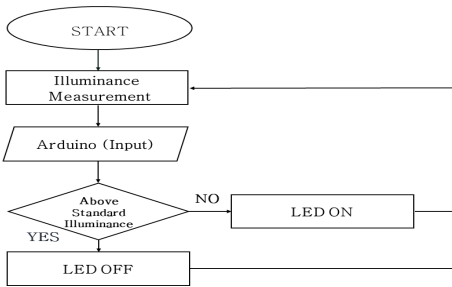 START
Illuminance
Measurement
Arduino (Input)
Above
Standard
Illuminance
NO
LED ON
YES
LED OFF